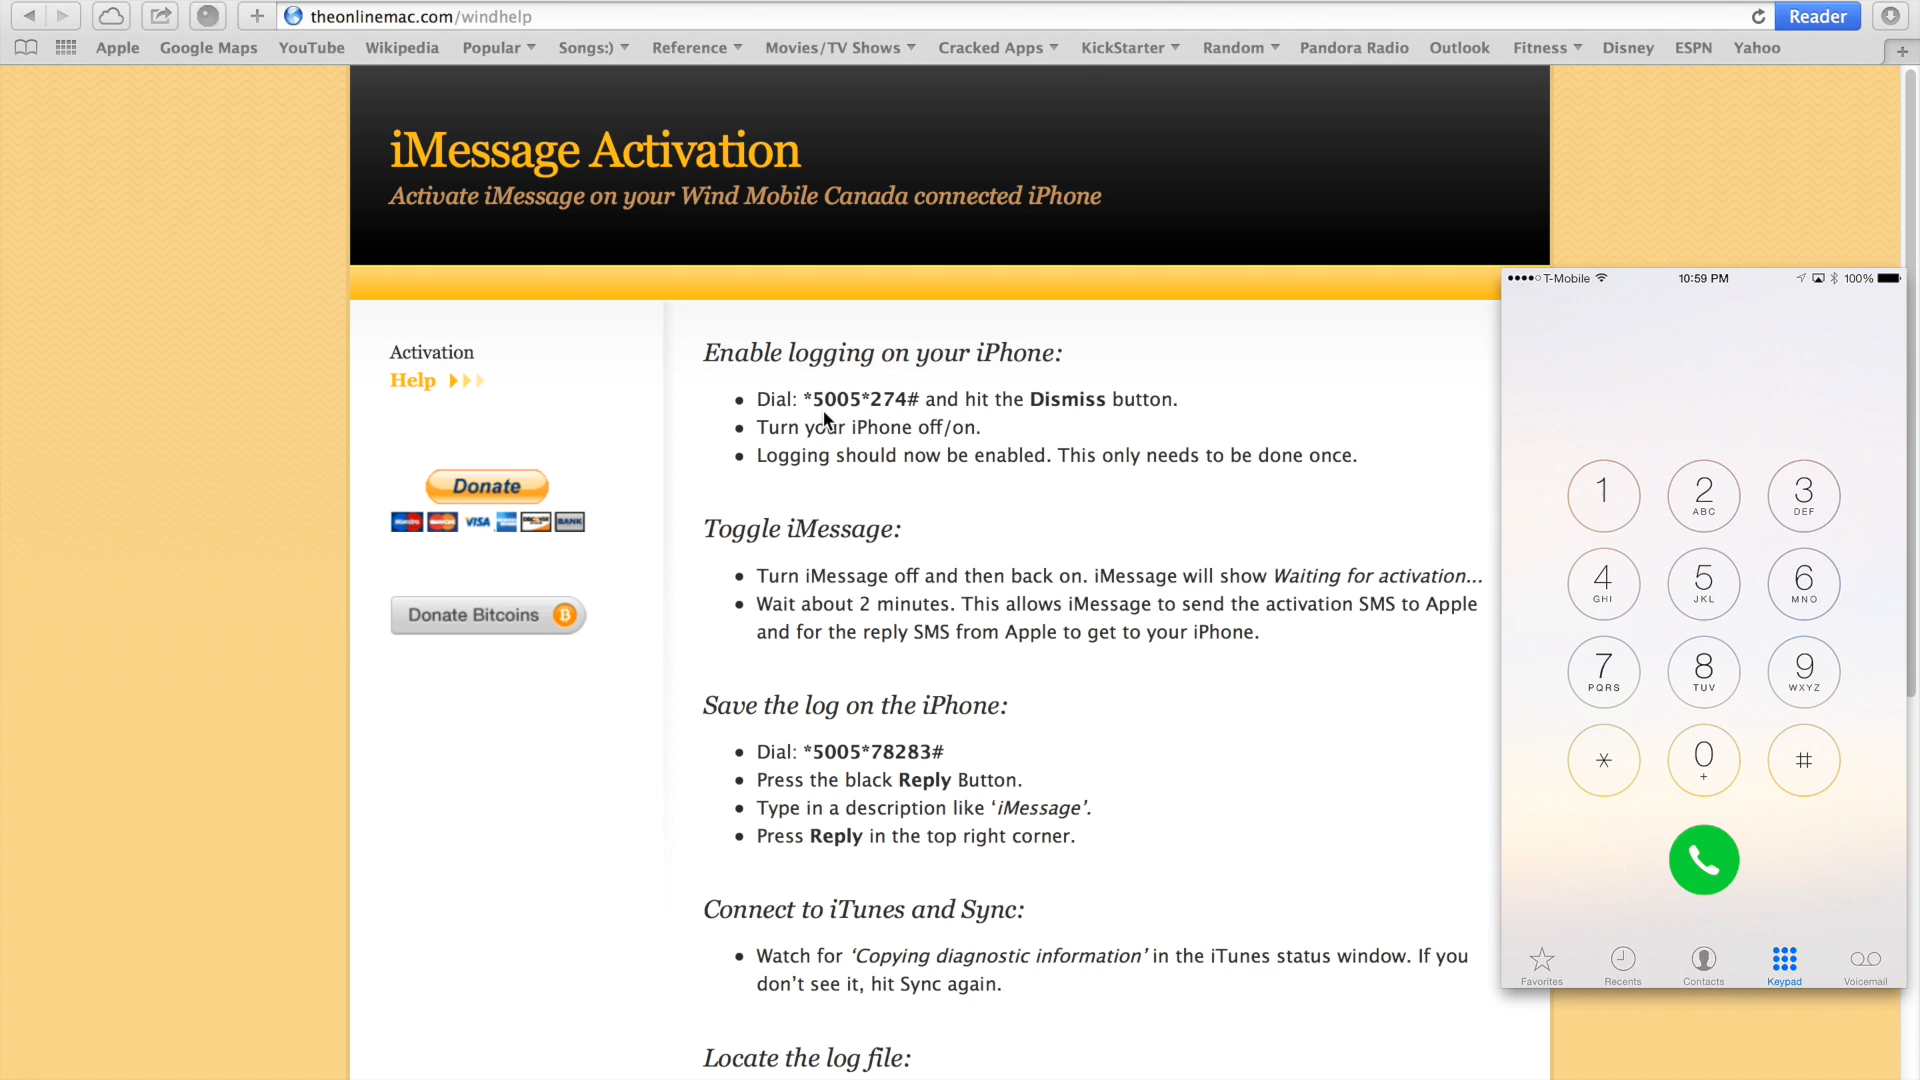 theonlinemac.com/windhelp
Reader
Apple Google Maps YouTube Wikipedia Popular Songs:) Reference Movies/TV Shows Cracked Apps KickStarter Random Pandora Radio Outlook Fitness Disney ESPN Yahoo
iMessage Activation
Activate iMessage on your Wind Mobile Canada connected iPhone
Activation
Help
Donate
VISA
BANK
Donate Bitcoins
Enable logging on your iPhone:
Dial: *5005*274# and hit the Dismiss button.
Turn your iPhone off/on.
Logging should now be enabled. This only needs to be done once.
Toggle iMessage:
Turn iMessage off and then back on. iMessage will show Waiting for activation...
Wait about 2 minutes. This allows iMessage to send the activation SMS to Apple
and for the reply SMS from Apple to get to your iPhone.
Save the log on the iPhone:
Dial: *5005*78283#
Press the black Reply Button.
Type in a description like ‘iMessage’.
Press Reply in the top right corner.
Connect to iTunes and Sync:
Watch for ‘Copying diagnostic information’ in the iTunes status window. If you
don’t see it, hit Sync again.
Locate the log file:
T-Mobile 10:59 PM 100%
1 2 3
ABC DEF
4 5 6
GHI JKL MNO
7 8 9
PQRS TUV WXYZ
* 0 #
+
Favorites Recents Contacts Keypad Voicemail